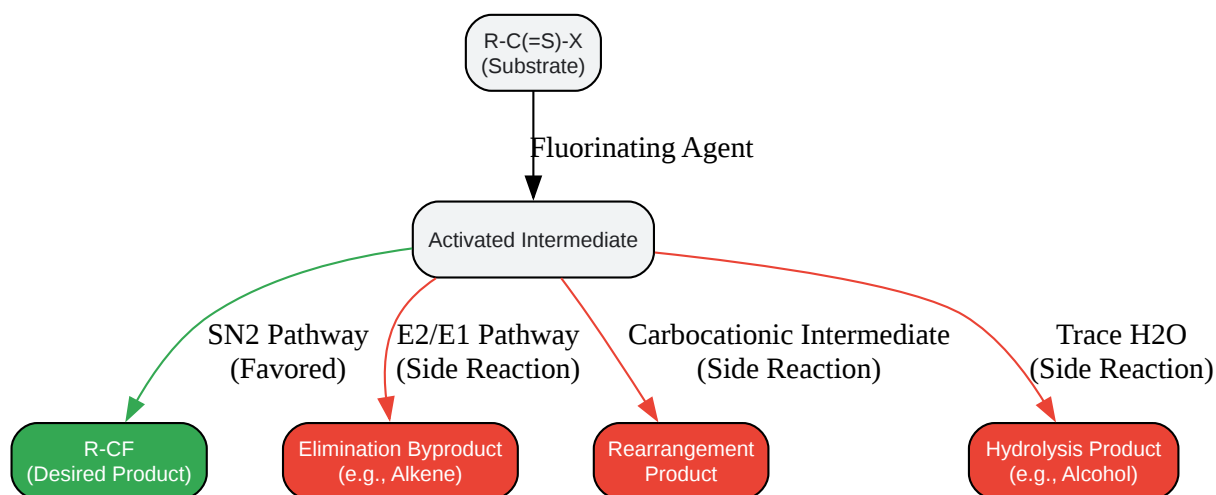 R-C(=S)-X
(Substrate)
Fluorinating Agent
Activated Intermediate
SN2 Pathway
(Favored)
E2/E1 Pathway
(Side Reaction)
Carbocationic Intermediate
(Side Reaction)
Trace H2O
(Side Reaction)
R-CF
(Desired Product)
Elimination Byproduct
(e.g., Alkene)
Rearrangement
Product
Hydrolysis Product
(e.g., Alcohol)